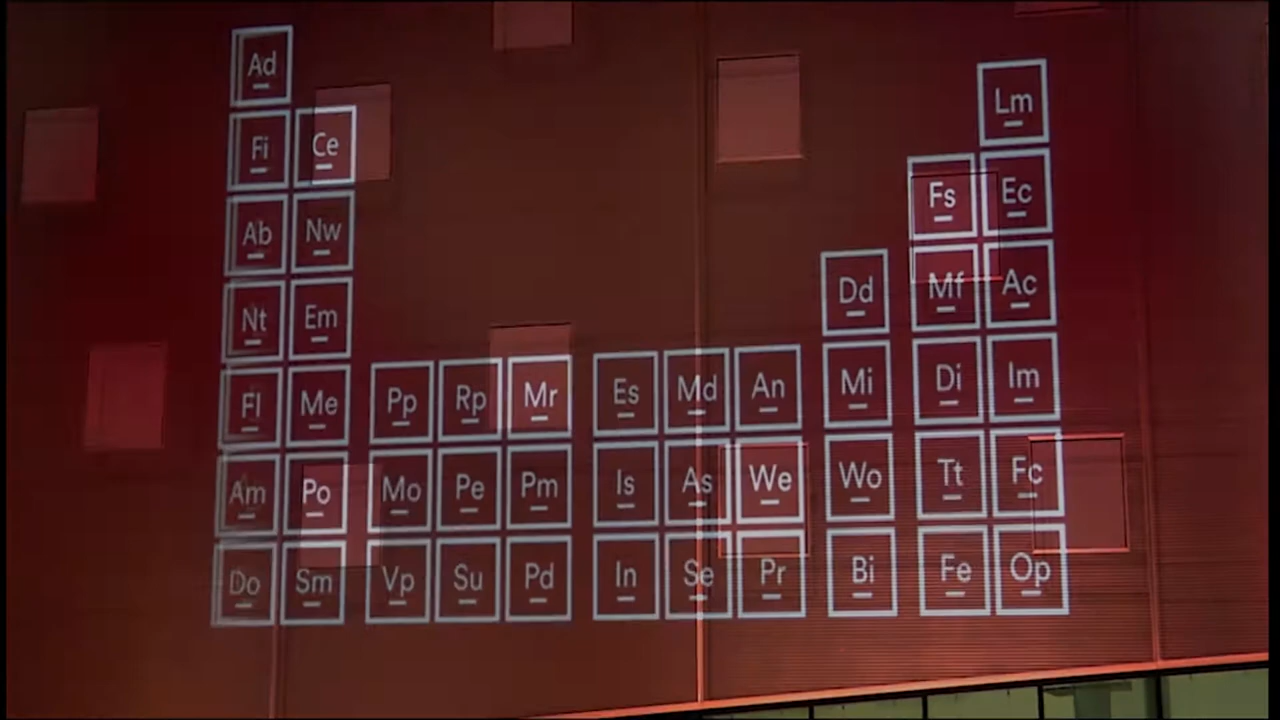 Ad
Lm
Fi Ce Fs Ec
Ab Nw Dd Mf Ac
Nt Em
Fl Me Pp Rp Mr Es Md An Mi Di Im
Am Po Mo Pe Pm Is As We Wo Tt Fc
Do Sm Vp Su Pd In Se Pr Bi Fe Op